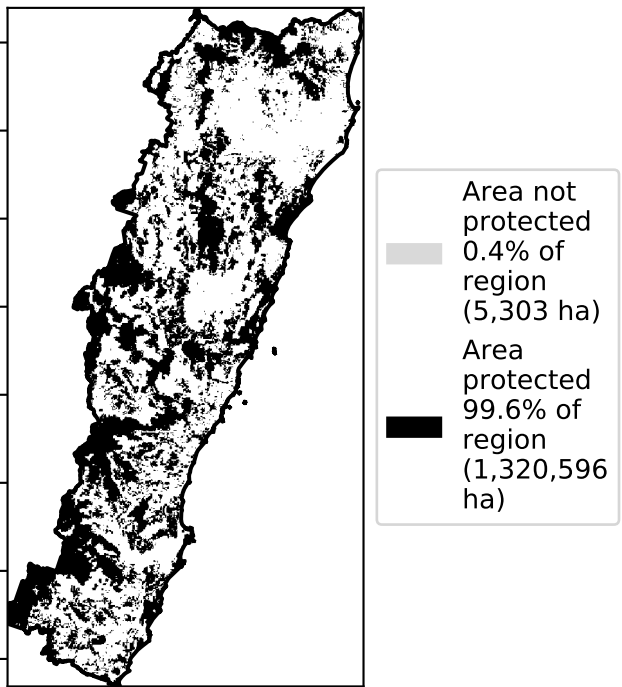 Area not
protected
0.4% of
region
(5,303 ha)
Area
protected
99.6% of
region
(1,320,596
ha)